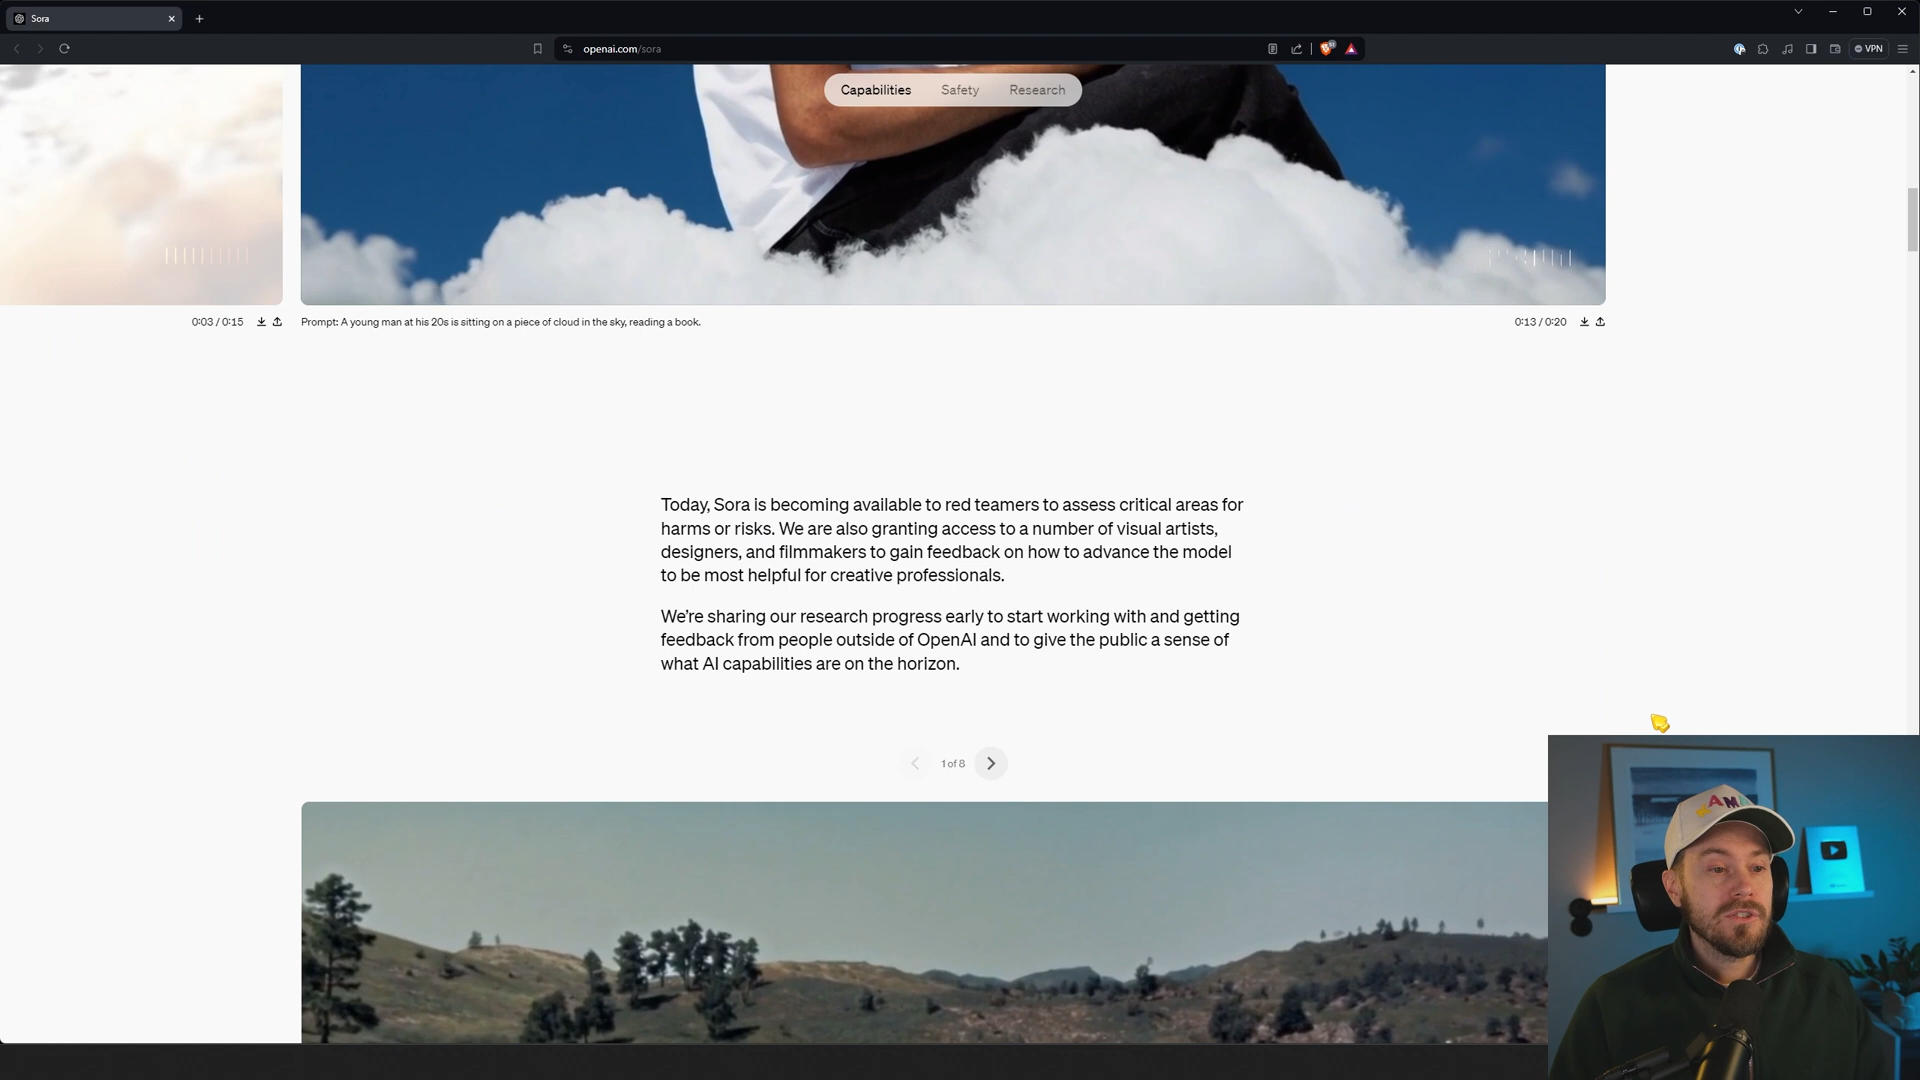 Sora
openai.com/sora
VPN
Capabilities
Safety
Research
0:03 / 0:15
Prompt: A young man at his 20s is sitting on a piece of cloud in the sky, reading a book.
0:13 / 0:20
Today, Sora is becoming available to red teamers to assess critical areas for
harms or risks. We are also granting access to a number of visual artists,
designers, and filmmakers to gain feedback on how to advance the model
to be most helpful for creative professionals.
We're sharing our research progress early to start working with and getting
feedback from people outside of OpenAI and to give the public a sense of
what AI capabilities are on the horizon.
1 of 8